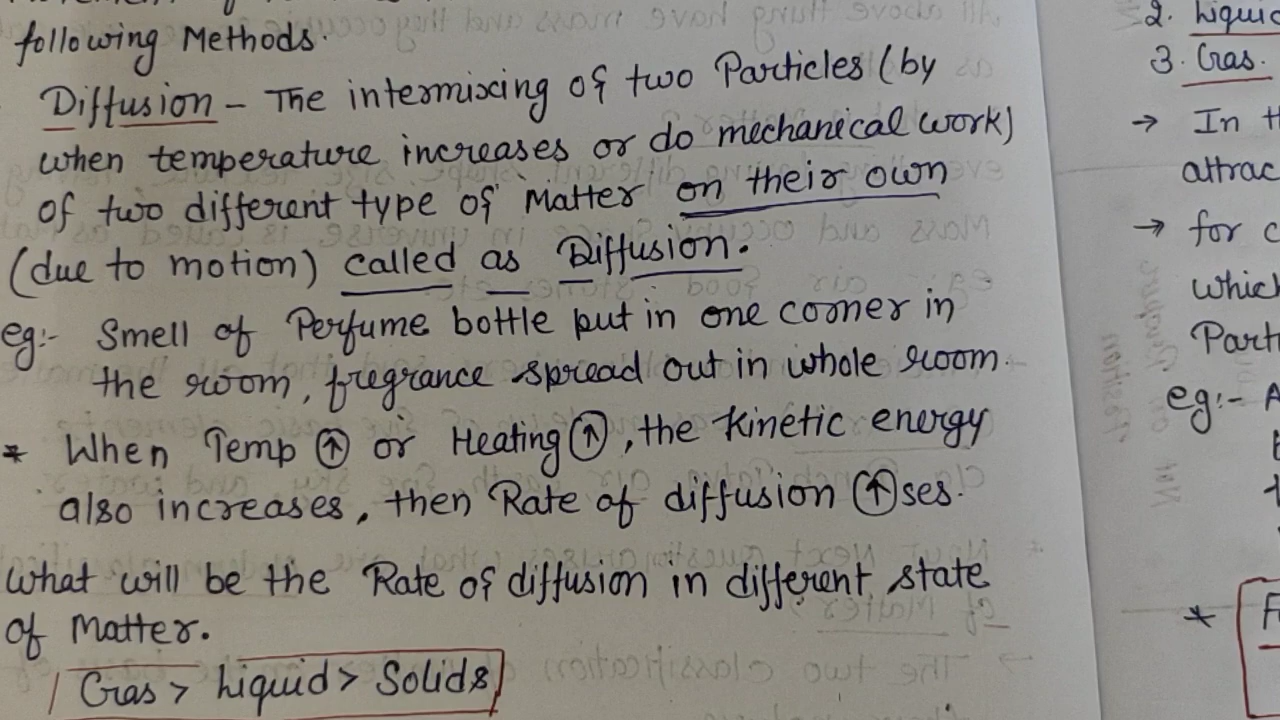 following Methods.
Diffusion - The intermixing of two Particles (by
when temperature increases or do mechanical work)
of two different type of Matter on their own
(due to motion) called as Diffusion.
eg:- Smell of Perfume bottle put in one corner in
the room, fregrance spread out in whole room.
* When Temp ↑ or Heating ↑, the kinetic energy
also increases, then Rate of diffusion ↑ses.
What will be the Rate of diffusion in different state
of Matter.
Gas > Liquid > Solids
2. Liquid
3. Gas.
→ In
attrac
→ for
which
Parti
eg:- A
*